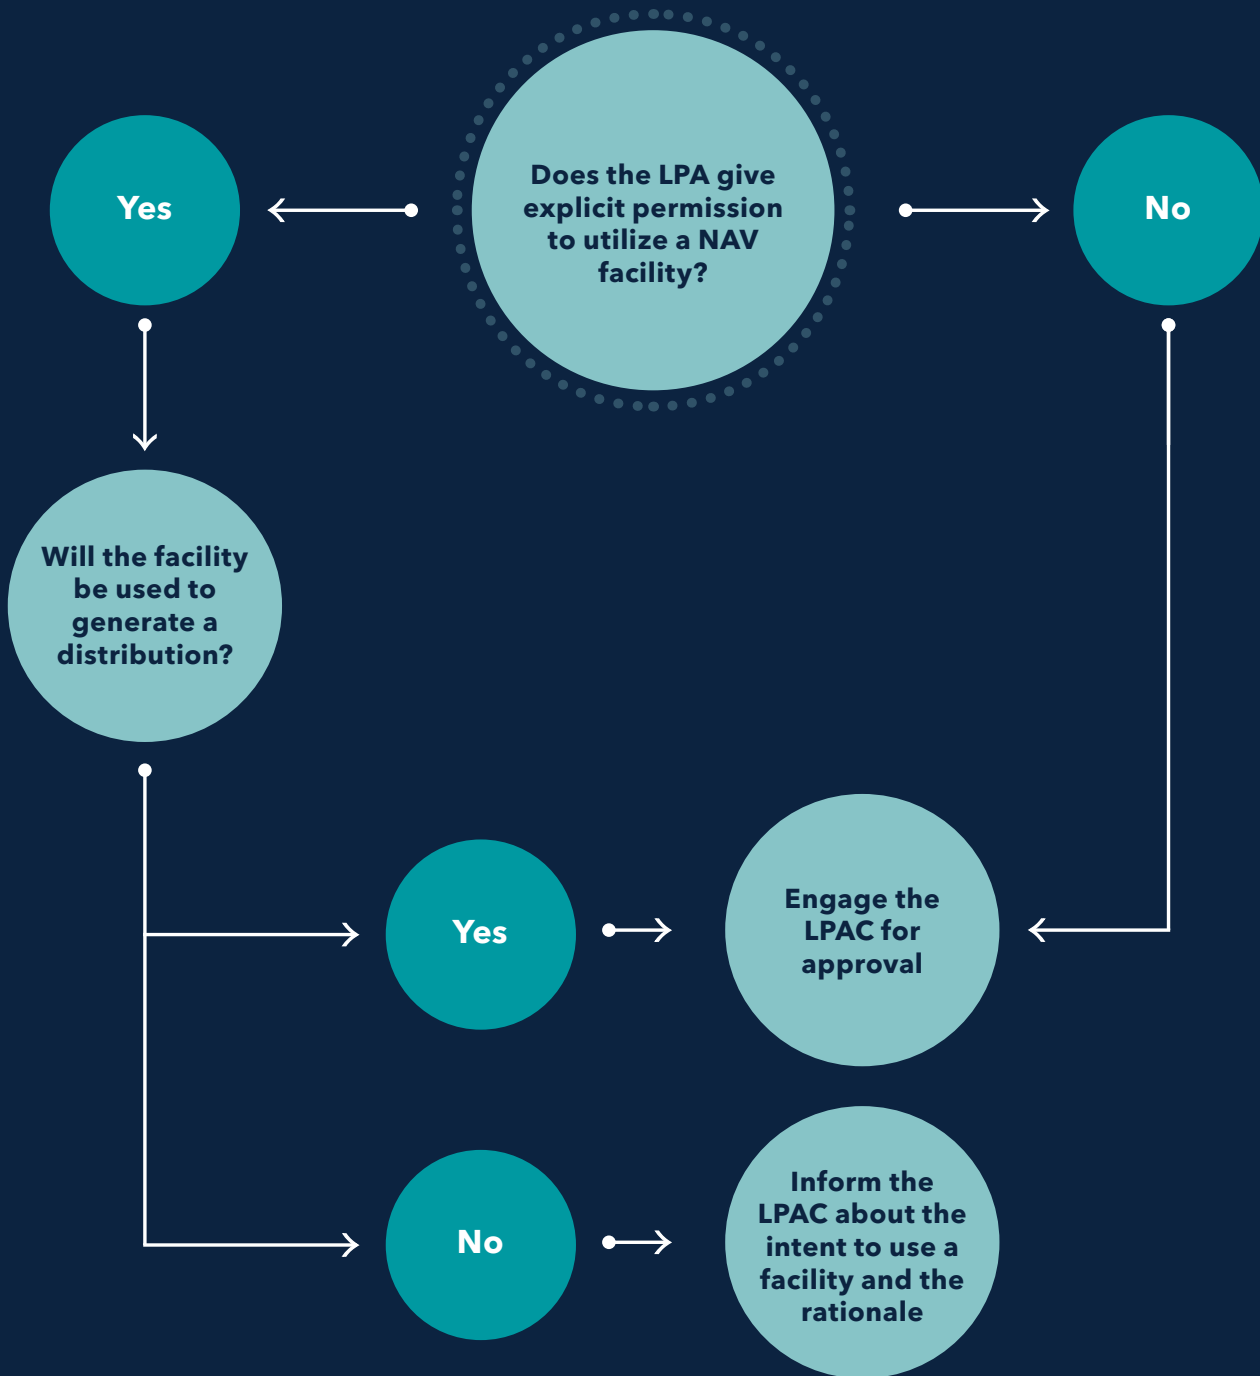 Does the LPA give
explicit permission
to utilize a NAV
facility?
Yes
No
Will the facility
be used to
generate a
distribution?
Yes
Engage the
LPAC for
approval
No
Inform the
LPAC about the
intent to use a
facility and the
rationale